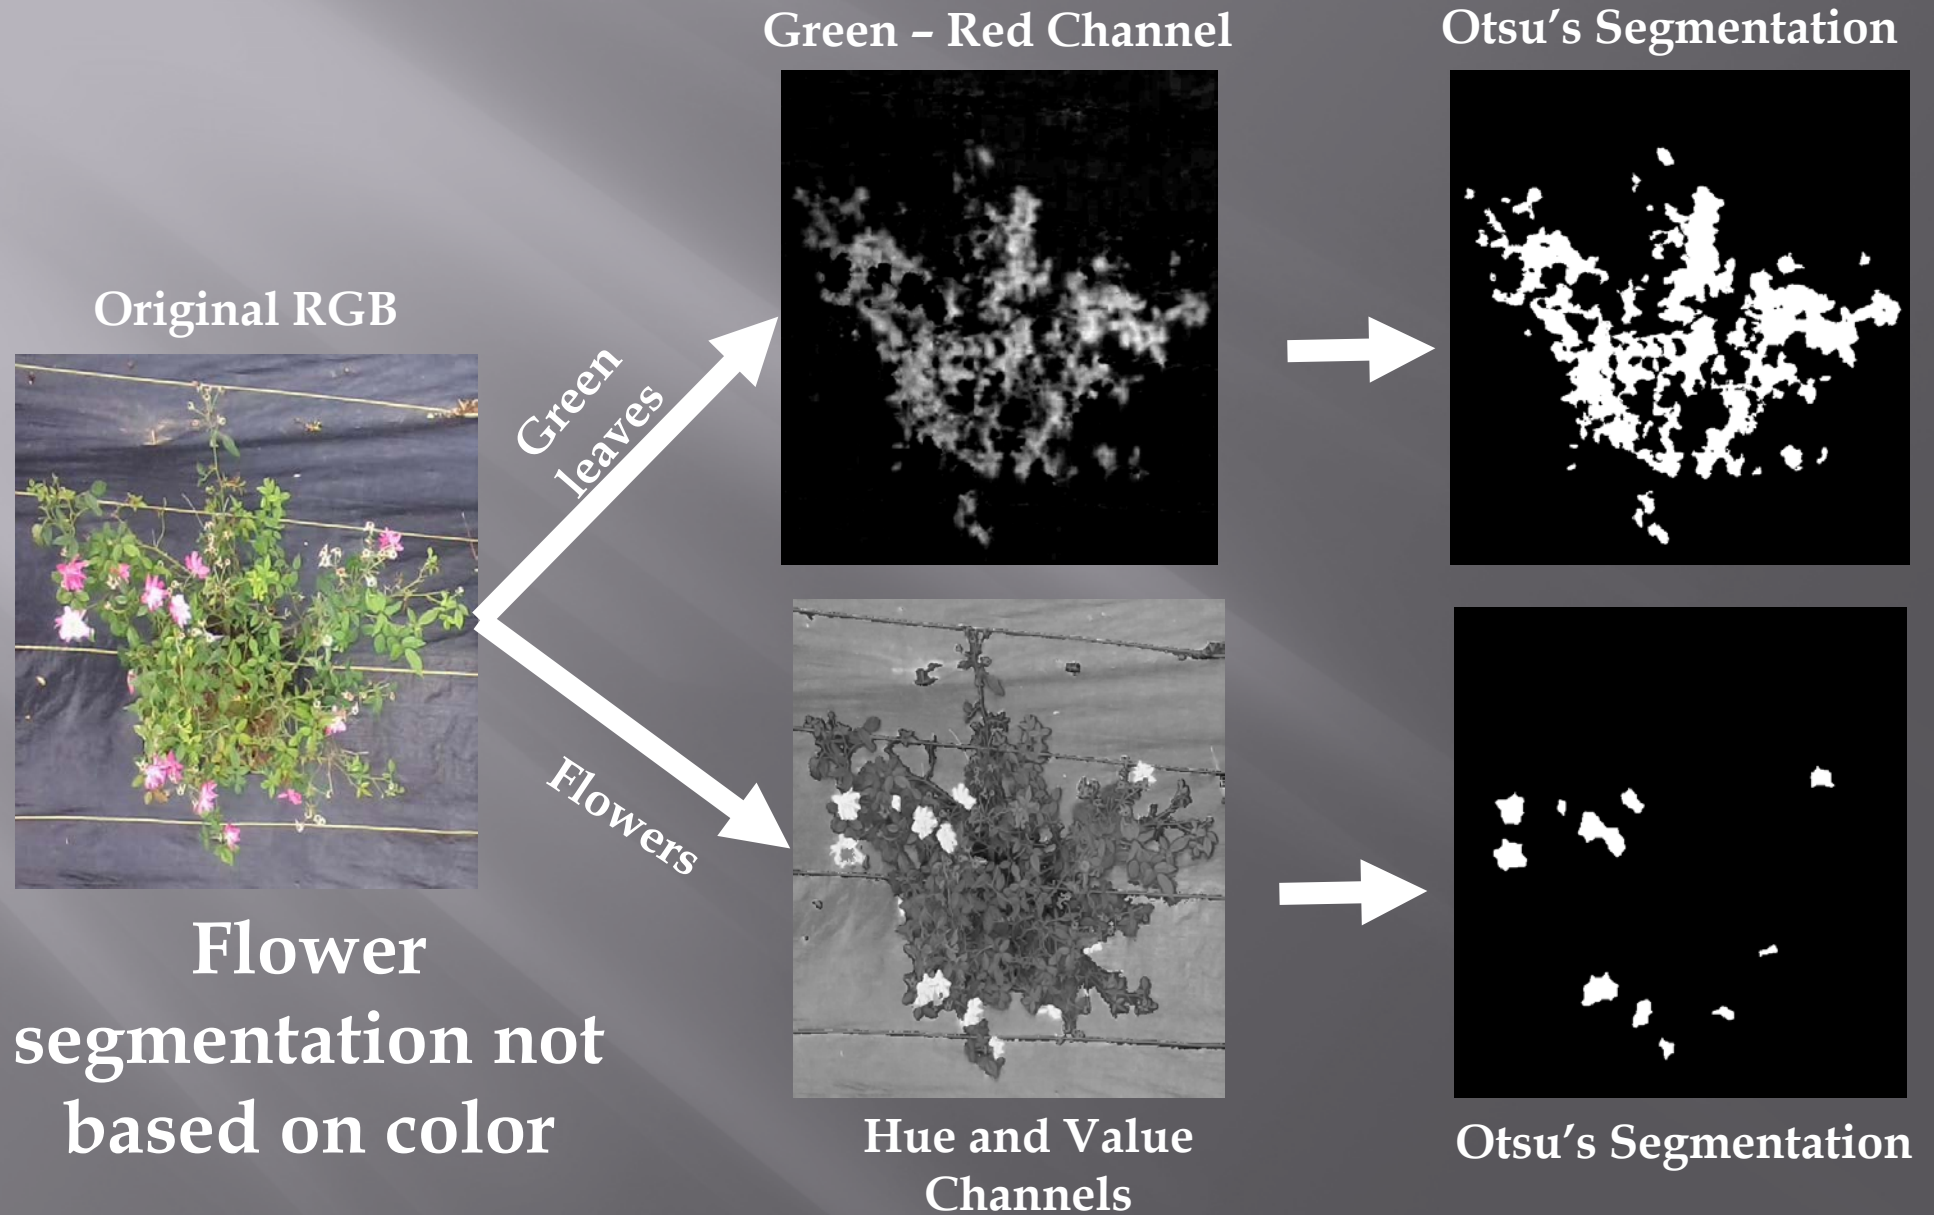 Green – Red Channel
Otsu’s Segmentation
Original RGB
Green
leaves
Flowers
Flower
segmentation not
based on color
Hue and Value
Channels
Otsu’s Segmentation